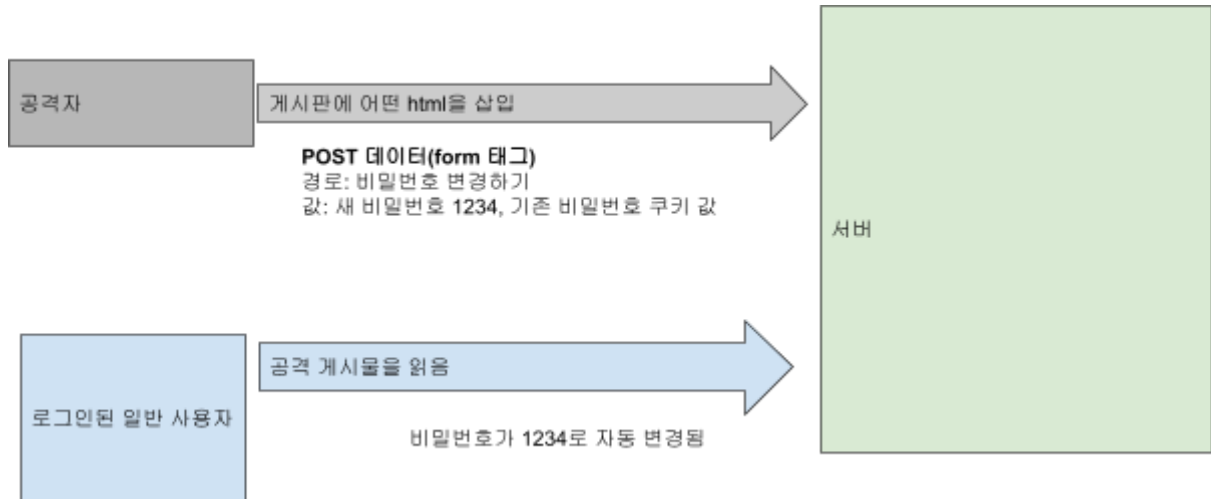 공격자
게시판에 어떤 html을 삽입
POST 데이터(form 태그)
경로: 비밀번호 변경하기
값: 새 비밀번호 1234, 기존 비밀번호 쿠키 값
서버
공격 게시물을 읽음
로그인된 일반 사용자
비밀번호가 1234로 자동 변경됨